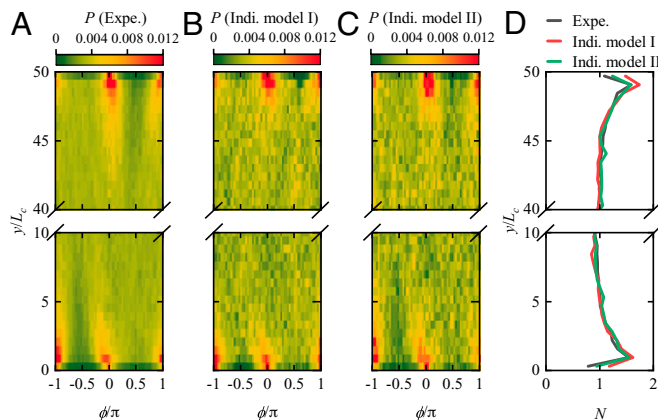 A P (Expe.) B P (Indi. model I) C P (Indi. model II) D Expe.
Indi. model I
Indi. model II
0 0.004 0.008 0.012 0 0.004 0.008 0.012 0 0.004 0.008 0.012
50 50
45 45
40 40
y/Lc y/Lc
10 10
5 5
0 0
-1 -0.5 0 0.5 1 -1 -0.5 0 0.5 1 -1 -0.5 0 0.5 1 0 1 2
ϕ/π ϕ/π ϕ/π N